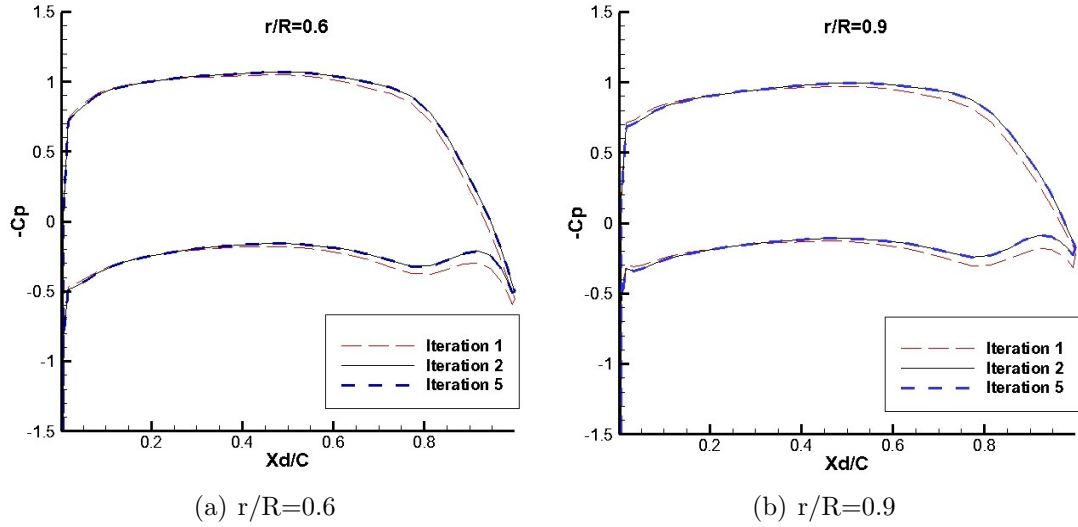 r/R=0.6
1.5
1
0.5
0
-0.5
-1
-1.5
-Cp
0.2
0.4
0.6
0.8
Xd/C
Iteration 1
Iteration 2
Iteration 5
(a) r/R=0.6
r/R=0.9
1.5
1
0.5
0
-0.5
-1
-1.5
-Cp
0.2
0.4
0.6
0.8
Xd/C
Iteration 1
Iteration 2
Iteration 5
(b) r/R=0.9